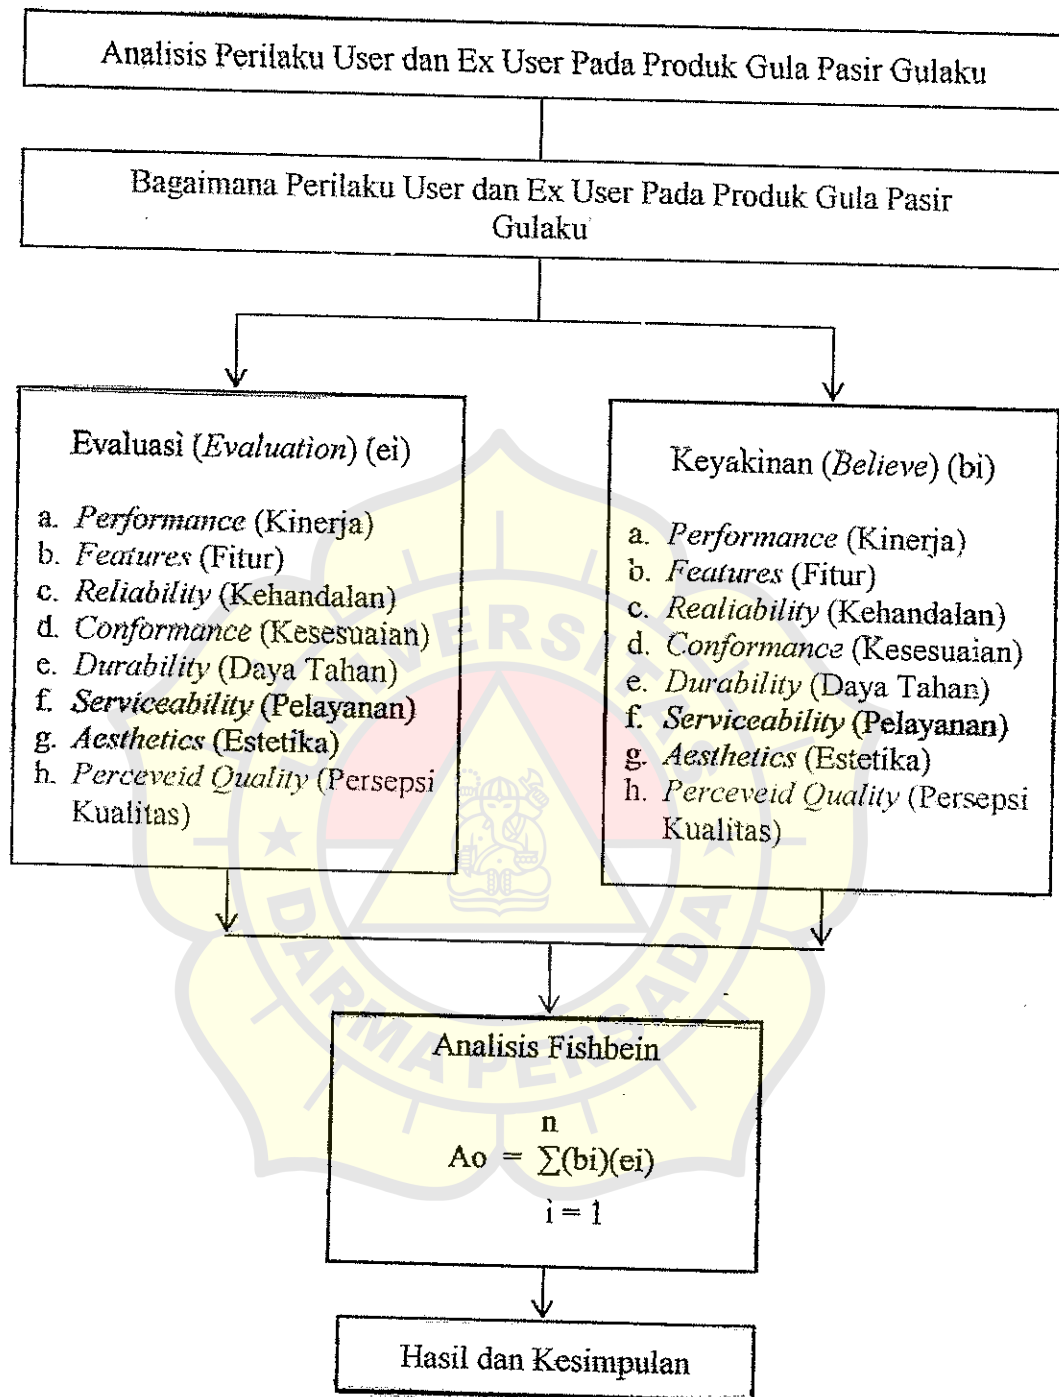 Analisis Perilaku User dan Ex User Pada Produk Gula Pasir Gulaku
Bagaimana Perilaku User dan Ex User Pada Produk Gula Pasir
Gulaku
Evaluasi (Evaluation) (ei)
a. Performance (Kinerja)
b. Features (Fitur)
c. Reliability (Kehandalan)
d. Conformance (Kesesuaian)
e. Durability (Daya Tahan)
f. Serviceability (Pelayanan)
g. Aesthetics (Estetika)
h. Perceveid Quality (Persepsi
Kualitas)
Keyakinan (Believe) (bi)
a. Performance (Kinerja)
b. Features (Fitur)
c. Realiability (Kehandalan)
d. Conformance (Kesesuaian)
e. Durability (Daya Tahan)
f. Serviceability (Pelayanan)
g. Aesthetics (Estetika)
h. Perceveid Quality (Persepsi
Kualitas)
UNIVERSITAS
DARMA PERSADA
Analisis Fishbein
n
Ao = ∑(bi)(ei)
i = 1
Hasil dan Kesimpulan